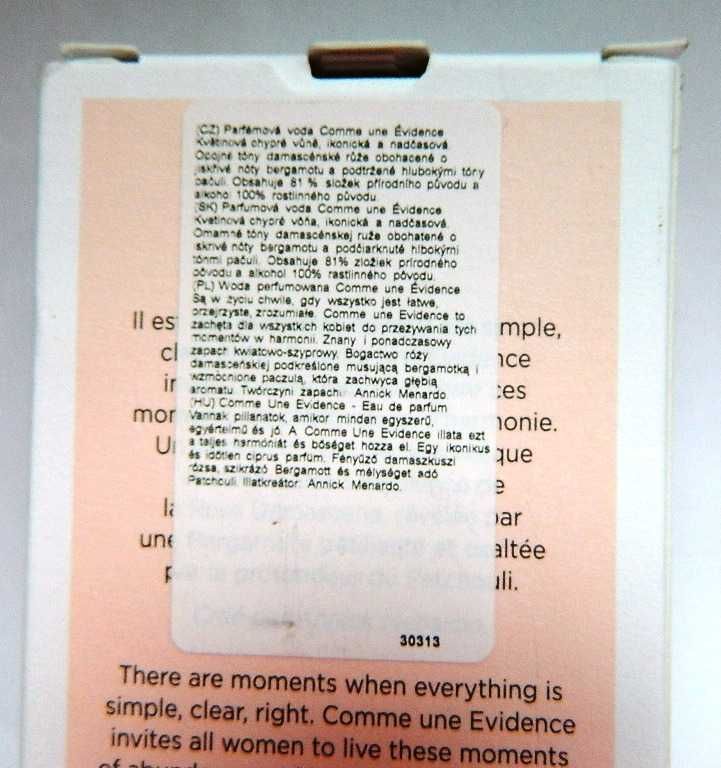 (CZ) Parfémová voda Comme une Évidence
Květinová chypré vůně, ikonická a nadčasová.
Opojné tóny damascénské růže obohacené o
jiskřivé nóty bergamotu a podtržené hlubokými tóny
pačuli. Obsahuje 81 % složek přírodního původu a
alkohol 100% rostlinného původu.
(SK) Parfumová voda Comme une Évidence
Kvetinová chypré vôňa, ikonická a nadčasová.
Omamné tóny damascénskej ruže obohatené o
iskrivé nóty bergamotu a podčiarknuté hlbokými
tónmi pačuli. Obsahuje 81% zložiek prírodného
pôvodu a alkohol 100% rastlinného pôvodu.
(PL) Woda perfumowana Comme une Évidence
Są w życiu chwile, gdy wszystko jest łatwe,
przejrzyste, zrozumiałe. Comme une Évidence to
zachęta dla wszystkich kobiet do przeżywania tych
momentów w harmonii. Znany i ponadczasowy
zapach kwiatowo-szyprowy. Bogactwo róży
damasceńskiej podkreślone musującą bergamotką i
wzmocnione paczulą, która zachwyca głębią
aromatu. Twórczyni zapachu: Annick Menardo.
(HU) Comme Une Évidence - Eau de parfum
Vannak pillanatok, amikor minden egyszerű,
egyértelmű és jó. A Comme Une Évidence illata ezt
a teljes harmóniát és bőséget hozza el. Egy ikonikus
és időtlen ciprus parfüm. Fényűző damaszkuszi
rózsa, szikrázó Bergamott és mélységet adó
Patchouli. Illatkreátor: Annick Menardo.
30313
Il es
mple,
nce
ces
mor
nonie.
que
par
une
altée
uli.
There are moments when everything is
simple, clear, right. Comme une Evidence
invites all women to live these moments